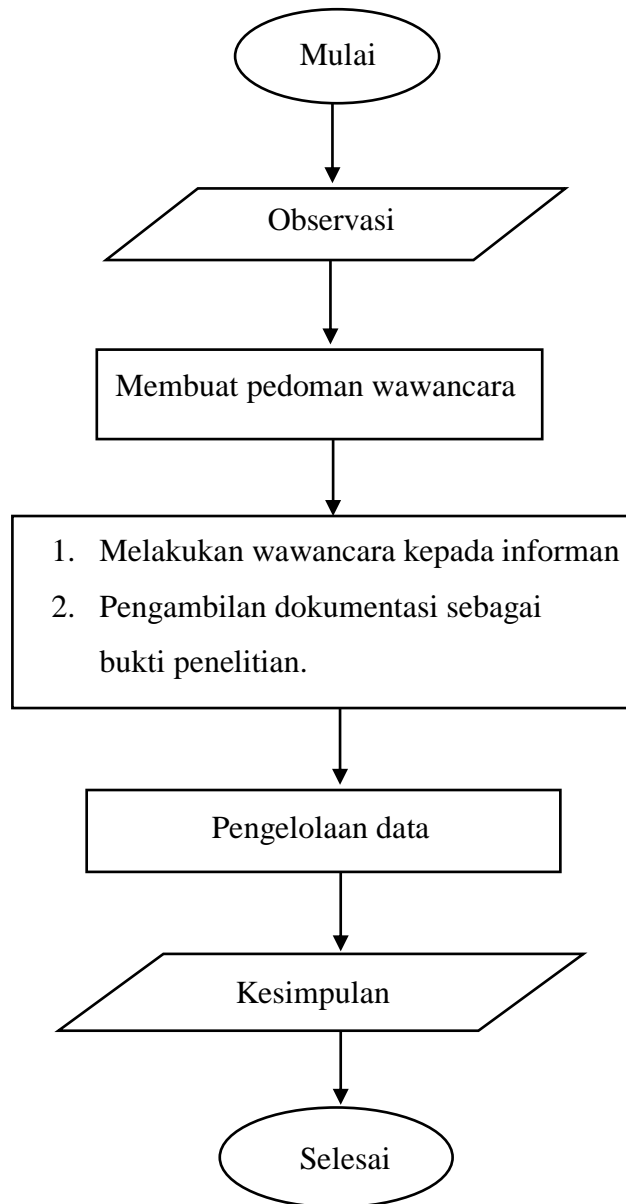 Mulai
Observasi
Membuat pedoman wawancara
1. Melakukan wawancara kepada informan
2. Pengambilan dokumentasi sebagai
bukti penelitian.
Pengelolaan data
Kesimpulan
Selesai